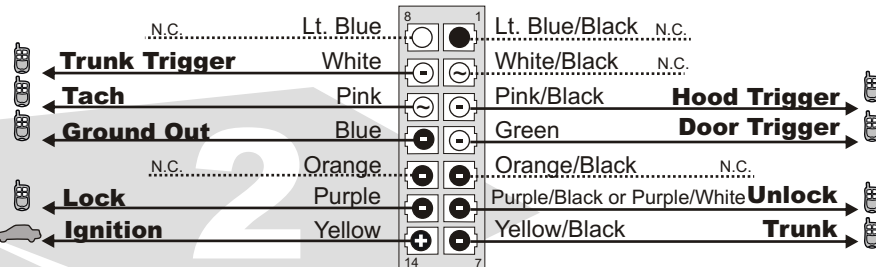 8 1
N.C. Lt. Blue Lt. Blue/Black N.C.
Trunk Trigger White White/Black N.C.
Tach Pink Pink/Black Hood Trigger
Ground Out Blue Green Door Trigger
N.C. Orange Orange/Black N.C.
Lock Purple Purple/Black or Purple/White Unlock
Ignition Yellow Yellow/Black Trunk
14 7
2